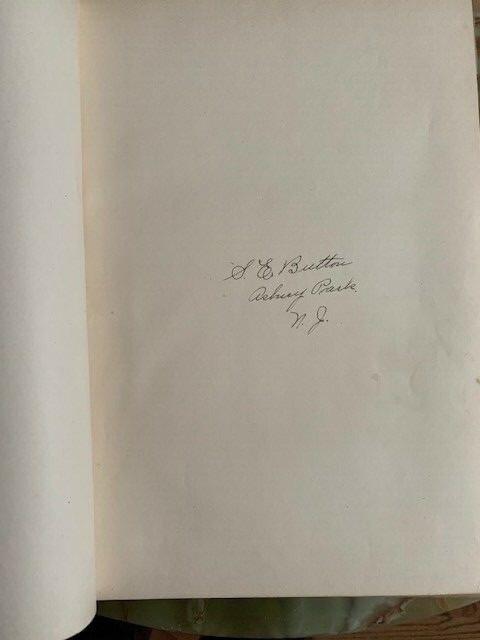 S. E. Button
Asbury Park.
N. J.